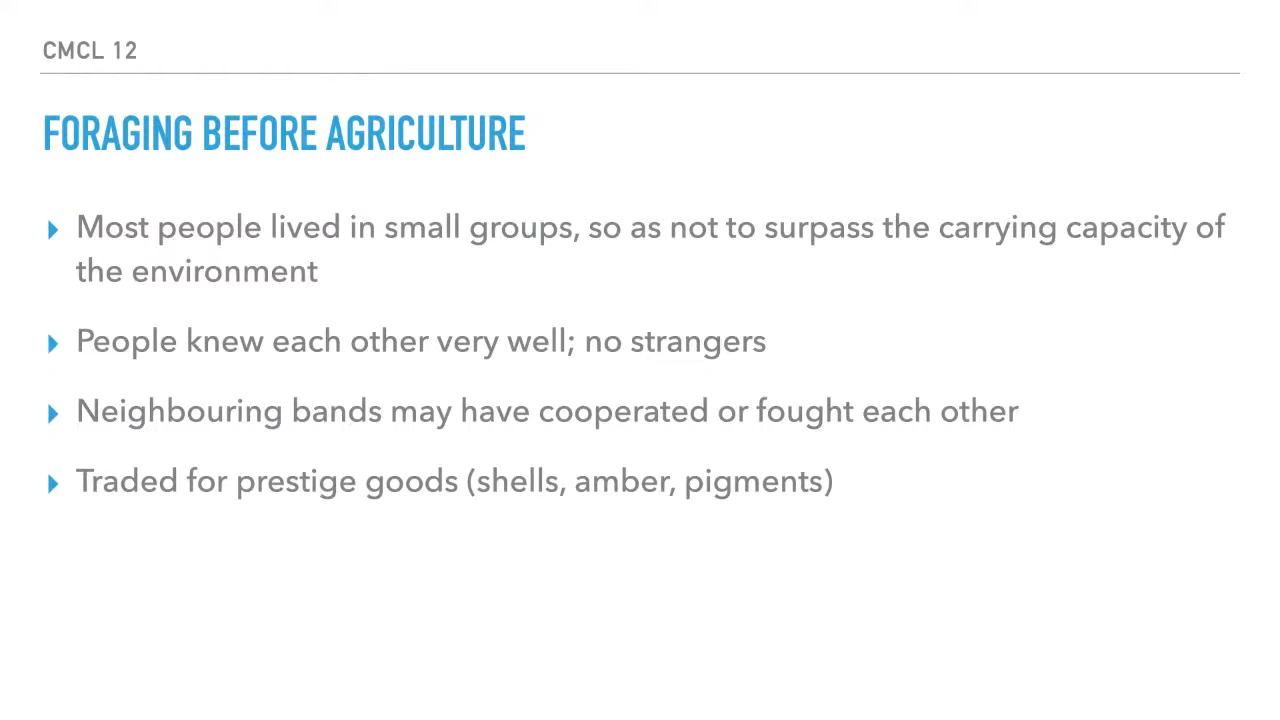 CMCL 12
FORAGING BEFORE AGRICULTURE
Most people lived in small groups, so as not to surpass the carrying capacity of
the environment
People knew each other very well; no strangers
Neighbouring bands may have cooperated or fought each other
Traded for prestige goods (shells, amber, pigments)